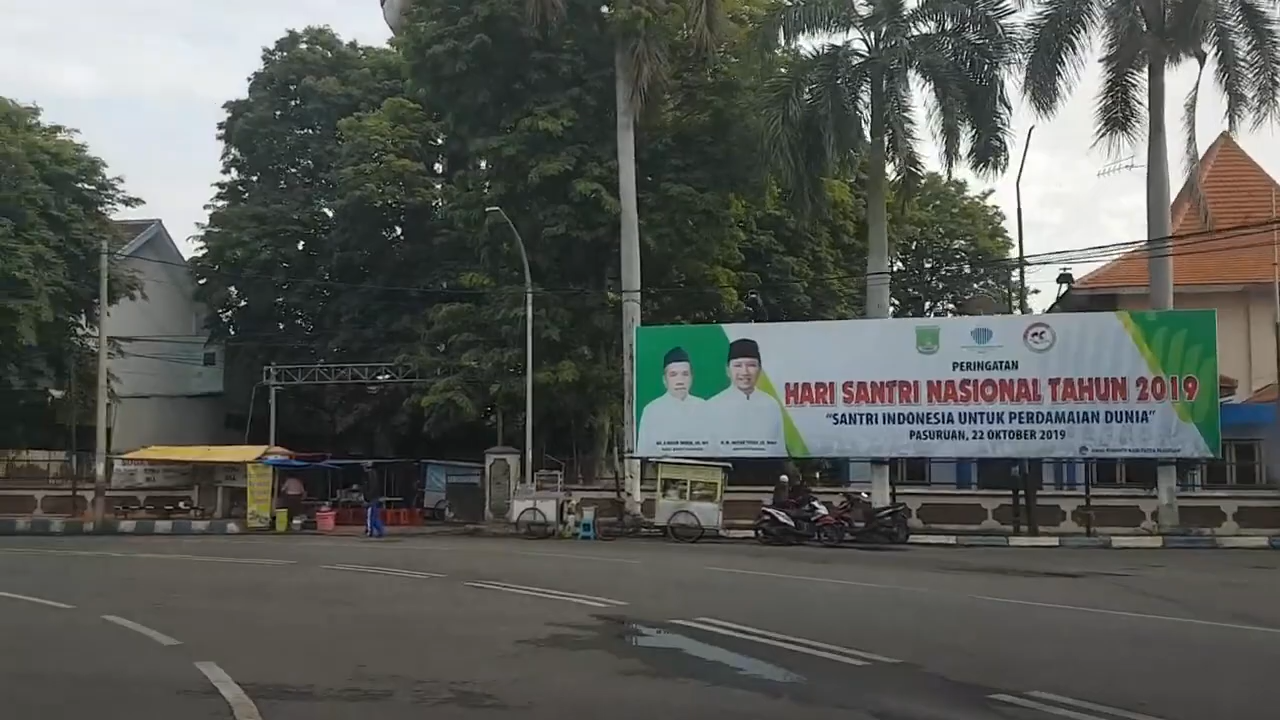 PERINGATAN
HARI SANTRI NASIONAL TAHUN 2019
"SANTRI INDONESIA UNTUK PERDAMAIAN DUNIA"
PASURUAN, 22 OKTOBER 2019